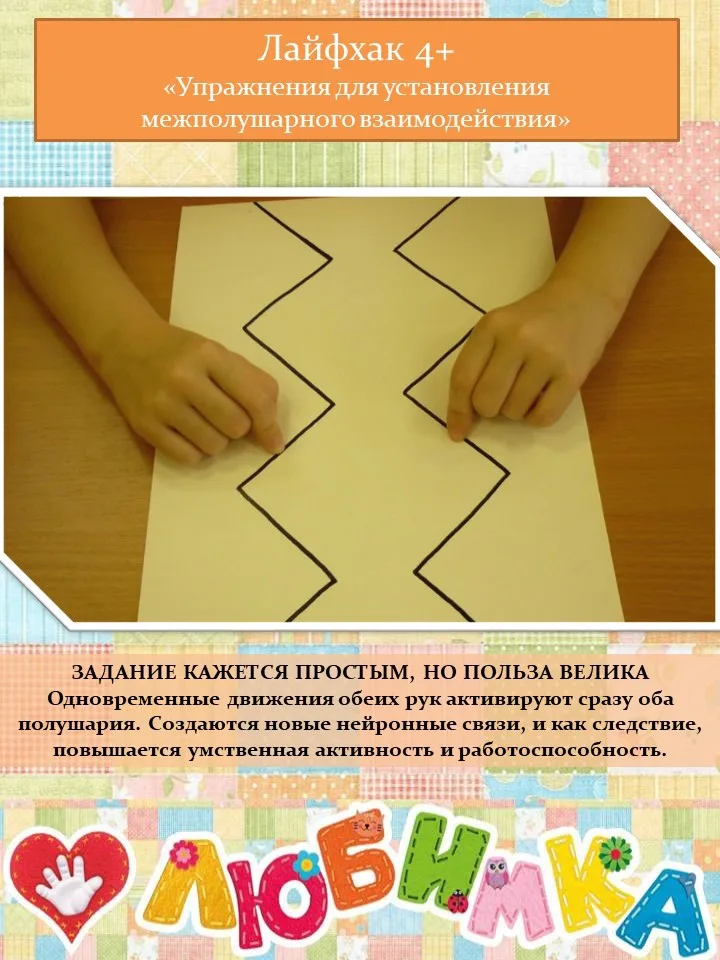 Лайфхак 4+
«Упражнения для установления
межполушарного взаимодействия»
ЗАДАНИЕ КАЖЕТСЯ ПРОСТЫМ, НО ПОЛЬЗА ВЕЛИКА
Одновременные движения обеих рук активируют сразу оба
полушария. Создаются новые нейронные связи, и как следствие,
повышается умственная активность и работоспособность.
ЛЮБИМКА